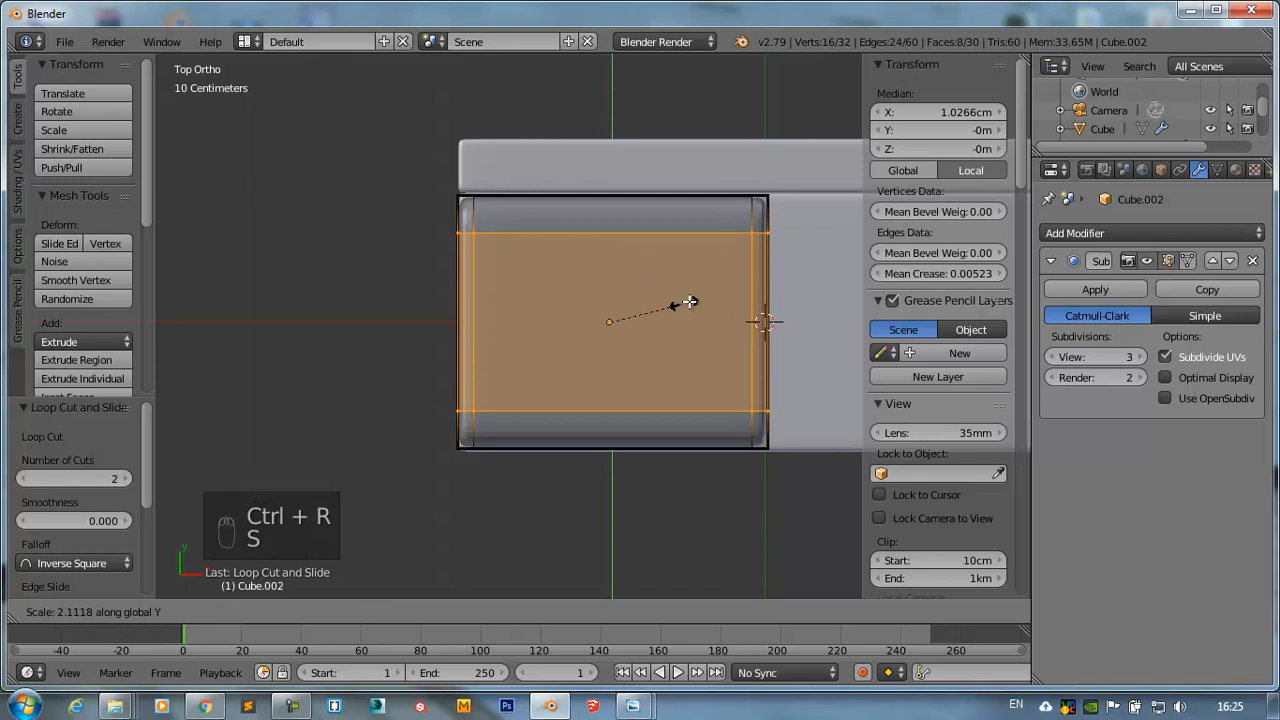 Blender
File Render Window Help Default Scene Blender Render v2.79 | Verts:16/32 | Edges:24/60 | Faces:8/30 | Tris:60 | Mem:33.65M | Cube.002
View Search All Scenes
World
Camera
Cube
Tools
Create
Shading / UVs
Options
Grease Pencil
Transform
Translate
Rotate
Scale
Shrink/Fatten
Push/Pull
Mesh Tools
Deform:
Slide Ed Vertex
Noise
Smooth Vertex
Randomize
Add:
Extrude
Extrude Region
Extrude Individual
Loop Cut and Slide
Loop Cut
Number of Cuts
2
Smoothness
0.000
Falloff
Inverse Square
Edge Slide
Top Ortho
10 Centimeters
Ctrl + R
S
Last: Loop Cut and Slide
(1) Cube.002
Transform
Median:
X: 1.0266cm
Y: -0m
Z: -0m
Global Local
Vertices Data:
Mean Bevel Weig: 0.00
Edges Data:
Mean Bevel Weig: 0.00
Mean Crease: 0.00523
Grease Pencil Layers
Scene Object
New
New Layer
View
Lens: 35mm
Lock to Object:
Lock to Cursor
Lock Camera to View
Clip:
Start: 10cm
End: 1km
Cube.002
Add Modifier
Sub
Apply Copy
Catmull-Clark Simple
Subdivisions: Options:
View: 3 Subdivide UVs
Render: 2 Optimal Display
Use OpenSubdiv
Scale: 2.1118 along global Y
-40 -20 0 20 40 60 80 100 120 140 160 180 200 220 240 260
View Marker Frame Playback Start: 1 End: 250 1 No Sync
EN 16:25